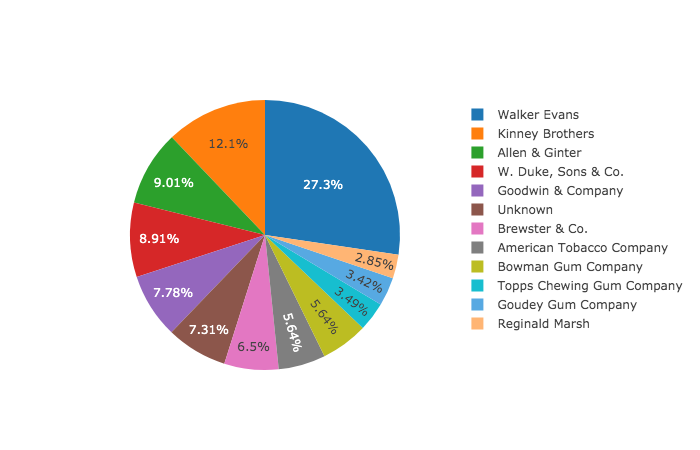 12.1%
27.3%
9.01%
8.91%
7.78%
7.31%
6.5%
5.64%
5.64%
3.49%
3.42%
2.85%
Walker Evans
Kinney Brothers
Allen & Ginter
W. Duke, Sons & Co.
Goodwin & Company
Unknown
Brewster & Co.
American Tobacco Company
Bowman Gum Company
Topps Chewing Gum Company
Goudey Gum Company
Reginald Marsh